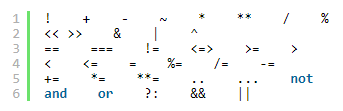 1 ! + - ~ * ** / %
2 << >> & | ^
3 == === != <=> >= >
4 < <= = %= /= -=
5 += *= **= .. ... not
6 and or ?: && ||